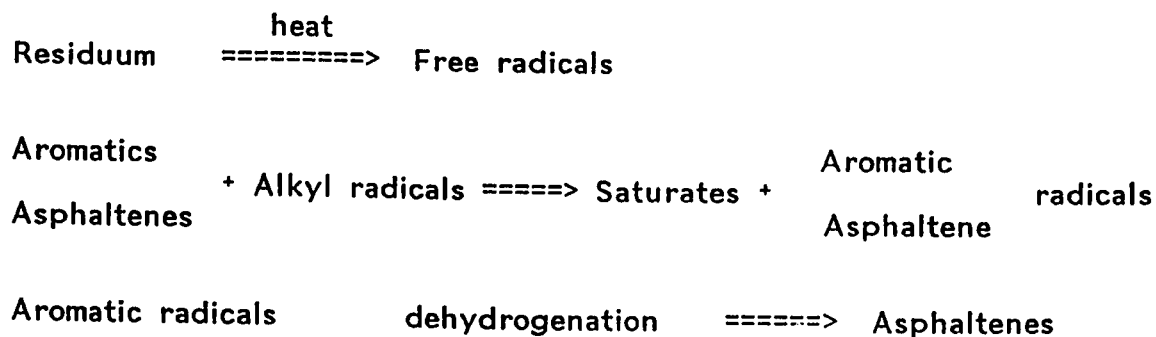 heat
Residuum =========> Free radicals
Aromatics
Aromatic
+ Alkyl radicals =====> Saturates + radicals
Asphaltenes
Asphaltene
Aromatic radicals dehydrogenation ======> Asphaltenes